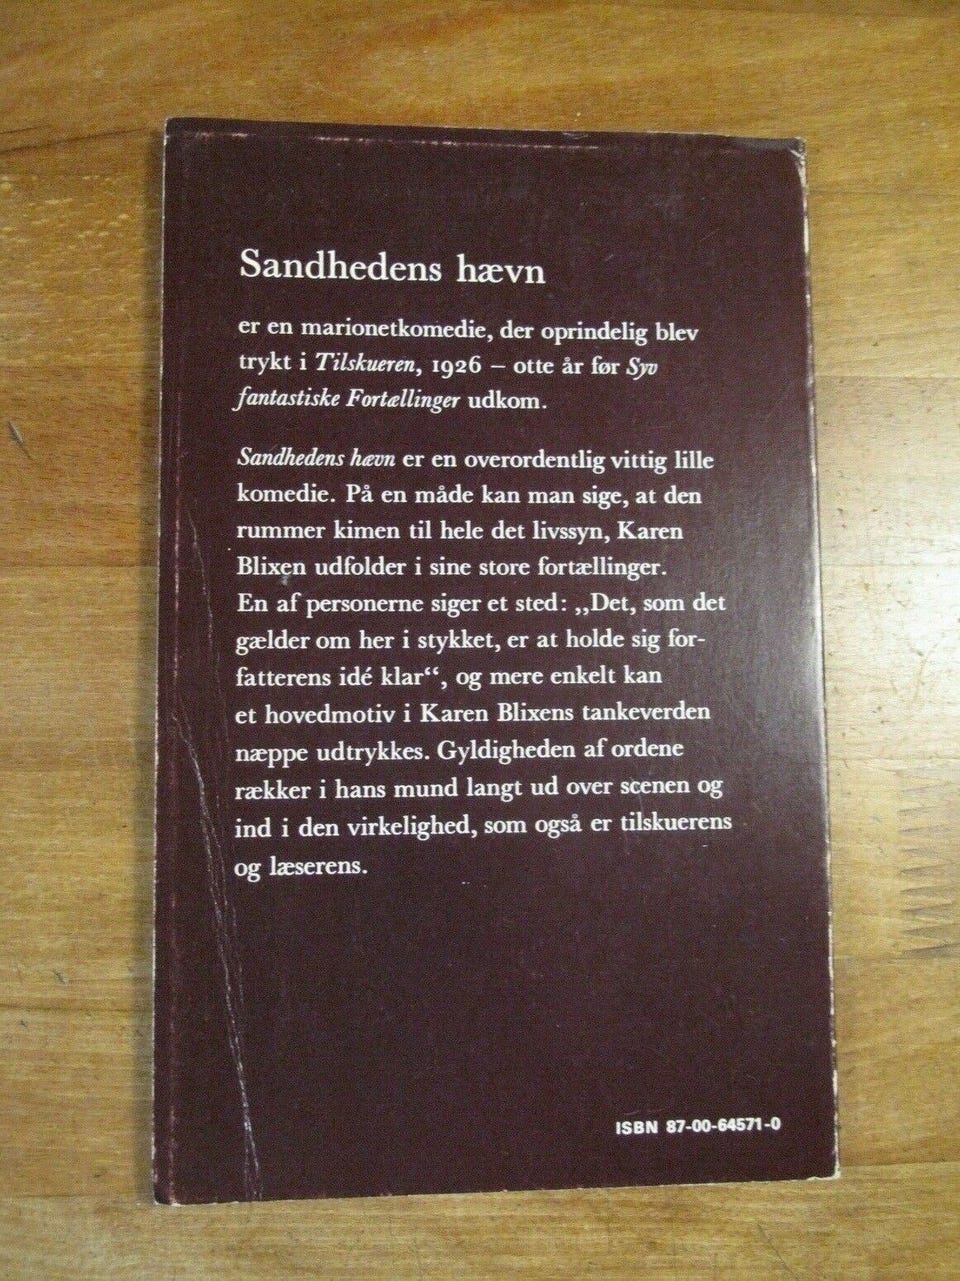 Sandhedens hævn
er en marionetkomedie, der oprindelig blev
trykt i Tilskueren, 1926 – otte år før Syv
fantastiske Fortællinger udkom.
Sandhedens hævn er en overordentlig vittig lille
komedie. På en måde kan man sige, at den
rummer kimen til hele det livssyn, Karen
Blixen udfolder i sine store fortællinger.
En af personerne siger et sted: „Det, som det
gælder om her i stykket, er at holde sig for-
fatterens idé klar“, og mere enkelt kan
et hovedmotiv i Karen Blixens tankeverden
næppe udtrykkes. Gyldigheden af ordene
rækker i hans mund langt ud over scenen og
ind i den virkelighed, som også er tilskuerens
og læserens.
ISBN 87-00-64571-0